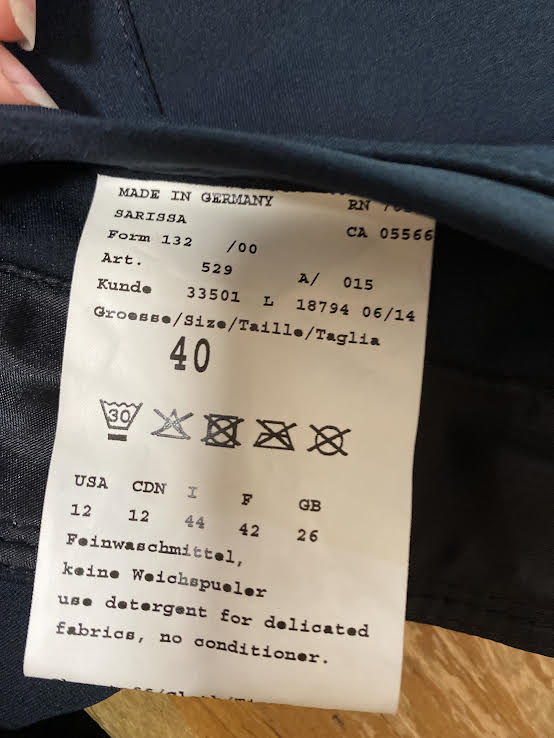 MADE IN GERMANY RN
SARISSA CA 05566
Form 132 /00
Art. 529 A/ 015
Kunde 33501 L 18794 06/14
Groesse/Size/Taille/Taglia
40
30
USA CDN I F GB
12 12 44 42 26
Feinwaschmittel,
keine Weichspueler
use detergent for delicated
fabrics, no conditioner.